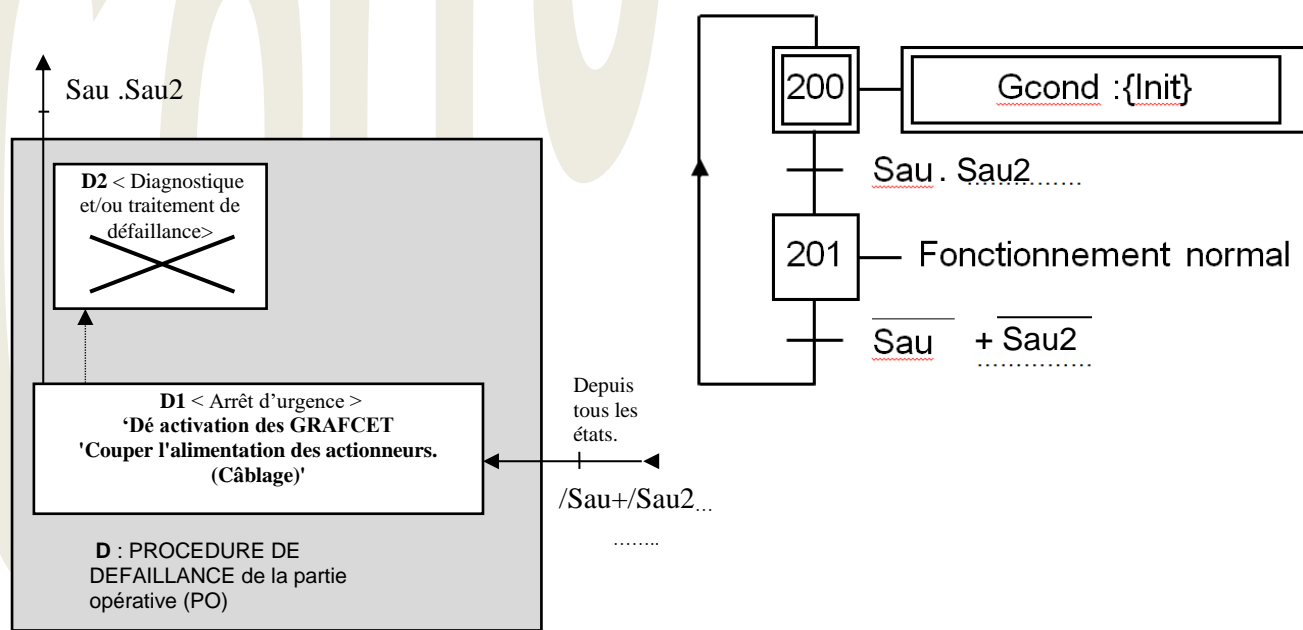 Sau .Sau2
D2 < Diagnostique
et/ou traitement de
défaillance>
D1 < Arrêt d’urgence >
‘Dé activation des GRAFCET
'Couper l'alimentation des actionneurs.
(Câblage)'
Depuis
tous les
états.
/Sau+/Sau2...
........
D : PROCEDURE DE
DEFAILLANCE de la partie
opérative (PO)
200
Gcond :{Init}
Sau . Sau2...............
201
Fonctionnement normal
Sau + Sau2
...............